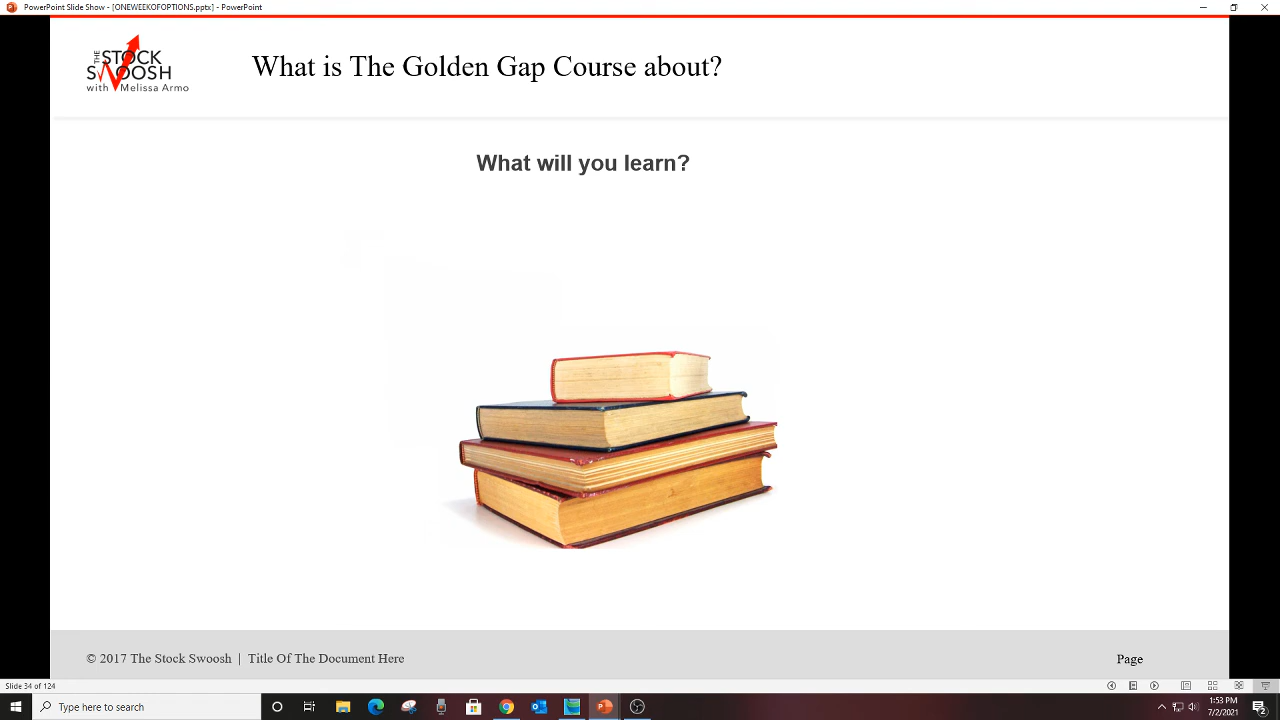 PowerPoint Slide Show - [ONEWEEKOFOPTIONS.pptx] - PowerPoint
THE STOCK
SWOOSH
with Melissa Armo
What is The Golden Gap Course about?
What will you learn?
© 2017 The Stock Swoosh | Title Of The Document Here
Page
Slide 34 of 124
Type here to search
1:53 PM
7/2/2021
2